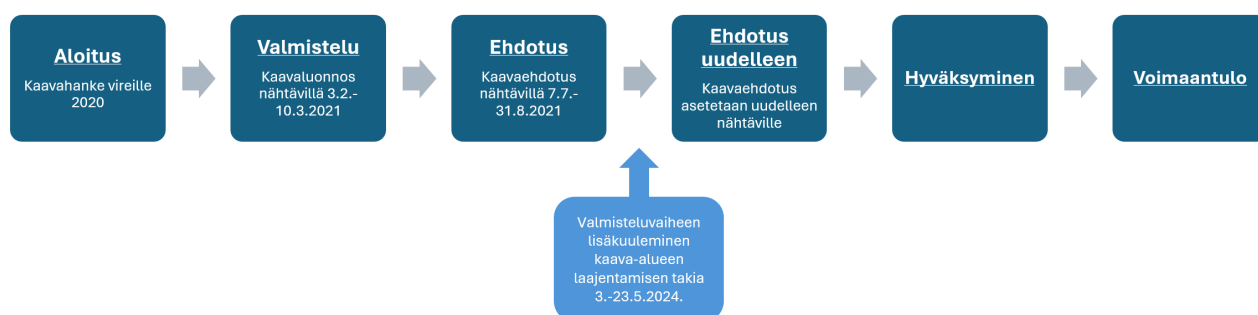 Aloitus
Kaavahanke vireille
2020
Valmistelu
Kaavaluonnos
nähtävillä 3.2.-
10.3.2021
Ehdotus
Kaavaehdotus
nähtävillä 7.7.-
31.8.2021
Ehdotus
uudelleen
Kaavaehdotus
asetetaan uudelleen
nähtäville
Hyväksyminen
Voimaantulo
Valmisteluvaiheen
lisäkuuleminen
kaava-alueen
laajentamisen takia
3.-23.5.2024.